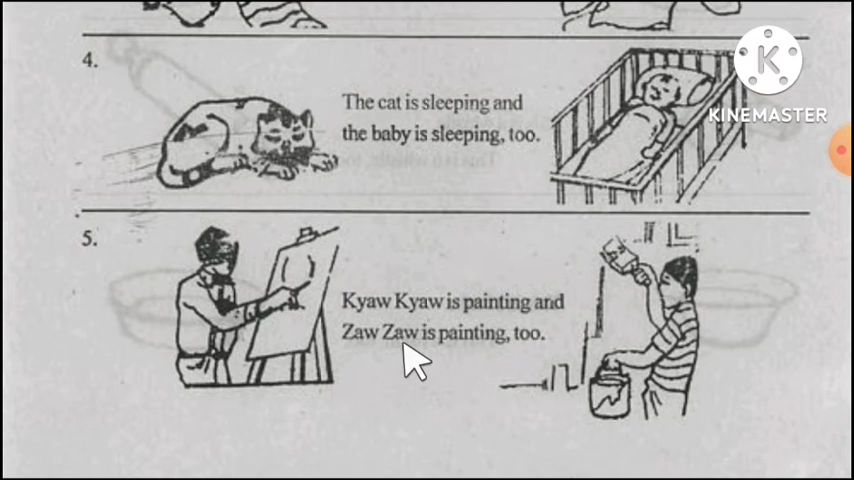 4.
The cat is sleeping and
the baby is sleeping, too.
5.
Kyaw Kyaw is painting and
Zaw Zaw is painting, too.
K
KINEMASTER